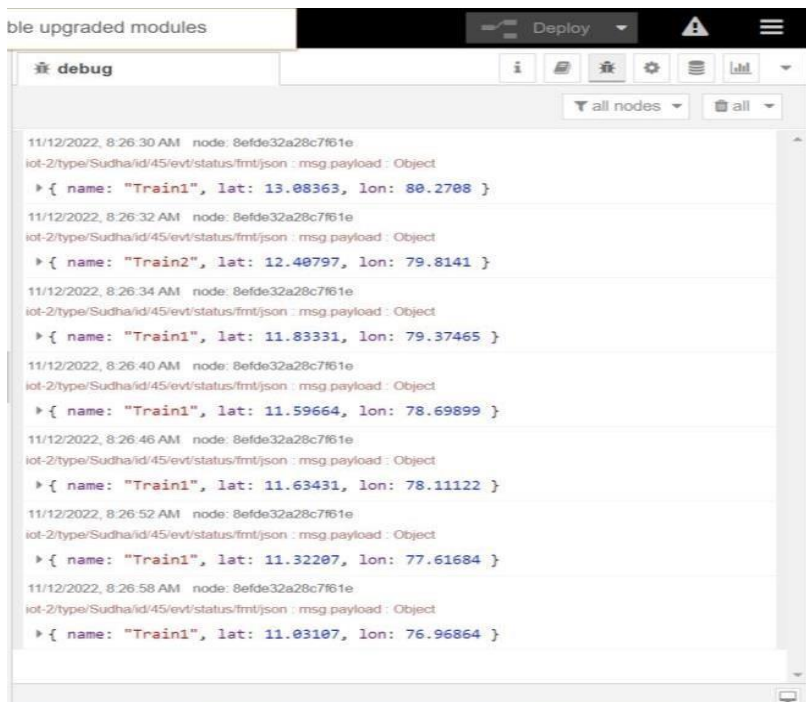 ble upgraded modules
Deploy
debug
i
all nodes
all
11/12/2022, 8:26:30 AM node: 8efde32a28c7f61e
iot-2/type/Sudha/id/45/evt/status/fmt/json : msg.payload : Object
{ name: "Train1", lat: 13.08363, lon: 80.2708 }
11/12/2022, 8:26:32 AM node: 8efde32a28c7f61e
iot-2/type/Sudha/id/45/evt/status/fmt/json : msg.payload : Object
{ name: "Train2", lat: 12.40797, lon: 79.8141 }
11/12/2022, 8:26:34 AM node: 8efde32a28c7f61e
iot-2/type/Sudha/id/45/evt/status/fmt/json : msg.payload : Object
{ name: "Train1", lat: 11.83331, lon: 79.37465 }
11/12/2022, 8:26:40 AM node: 8efde32a28c7f61e
iot-2/type/Sudha/id/45/evt/status/fmt/json : msg.payload : Object
{ name: "Train1", lat: 11.59664, lon: 78.69899 }
11/12/2022, 8:26:46 AM node: 8efde32a28c7f61e
iot-2/type/Sudha/id/45/evt/status/fmt/json : msg.payload : Object
{ name: "Train1", lat: 11.63431, lon: 78.11122 }
11/12/2022, 8:26:52 AM node: 8efde32a28c7f61e
iot-2/type/Sudha/id/45/evt/status/fmt/json : msg.payload : Object
{ name: "Train1", lat: 11.32207, lon: 77.61684 }
11/12/2022, 8:26:58 AM node: 8efde32a28c7f61e
iot-2/type/Sudha/id/45/evt/status/fmt/json : msg.payload : Object
{ name: "Train1", lat: 11.03107, lon: 76.96864 }